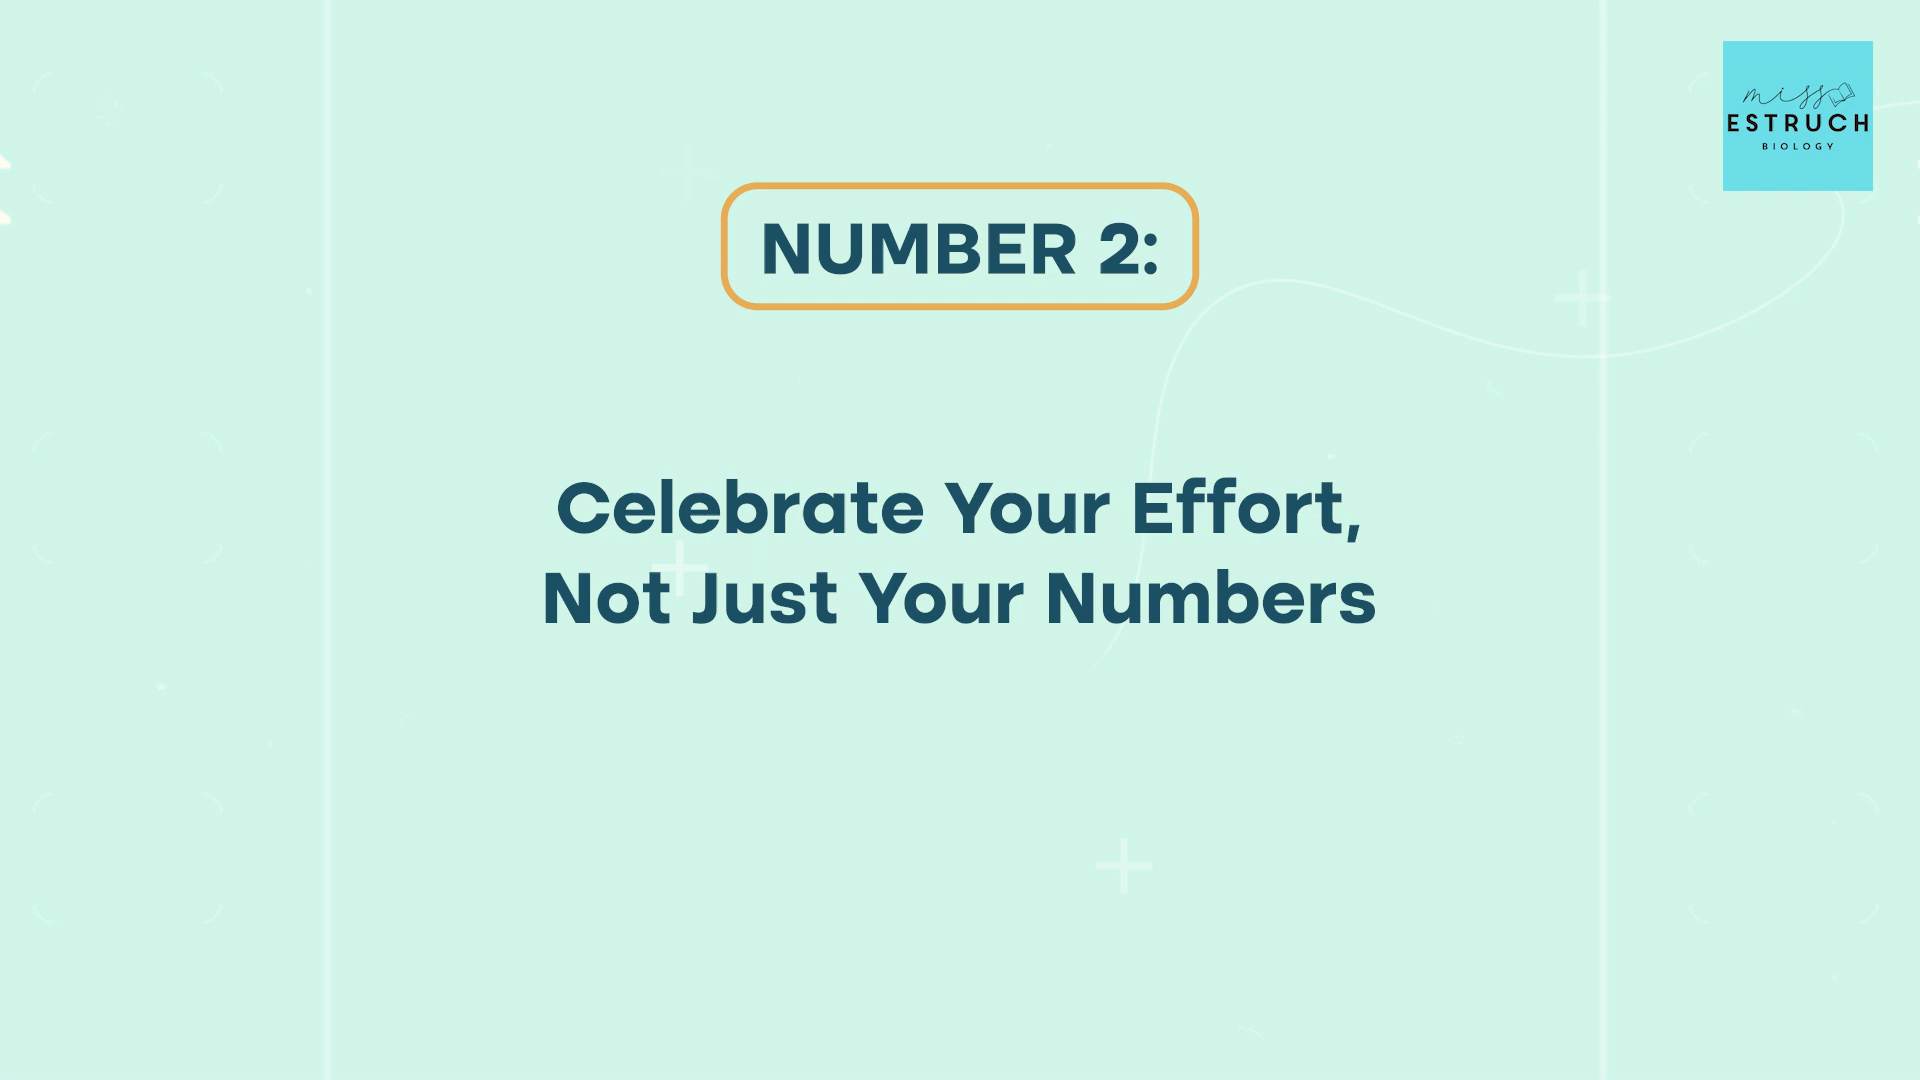 miss
ESTRUCH
BIOLOGY
NUMBER 2:
Celebrate Your Effort,
Not Just Your Numbers